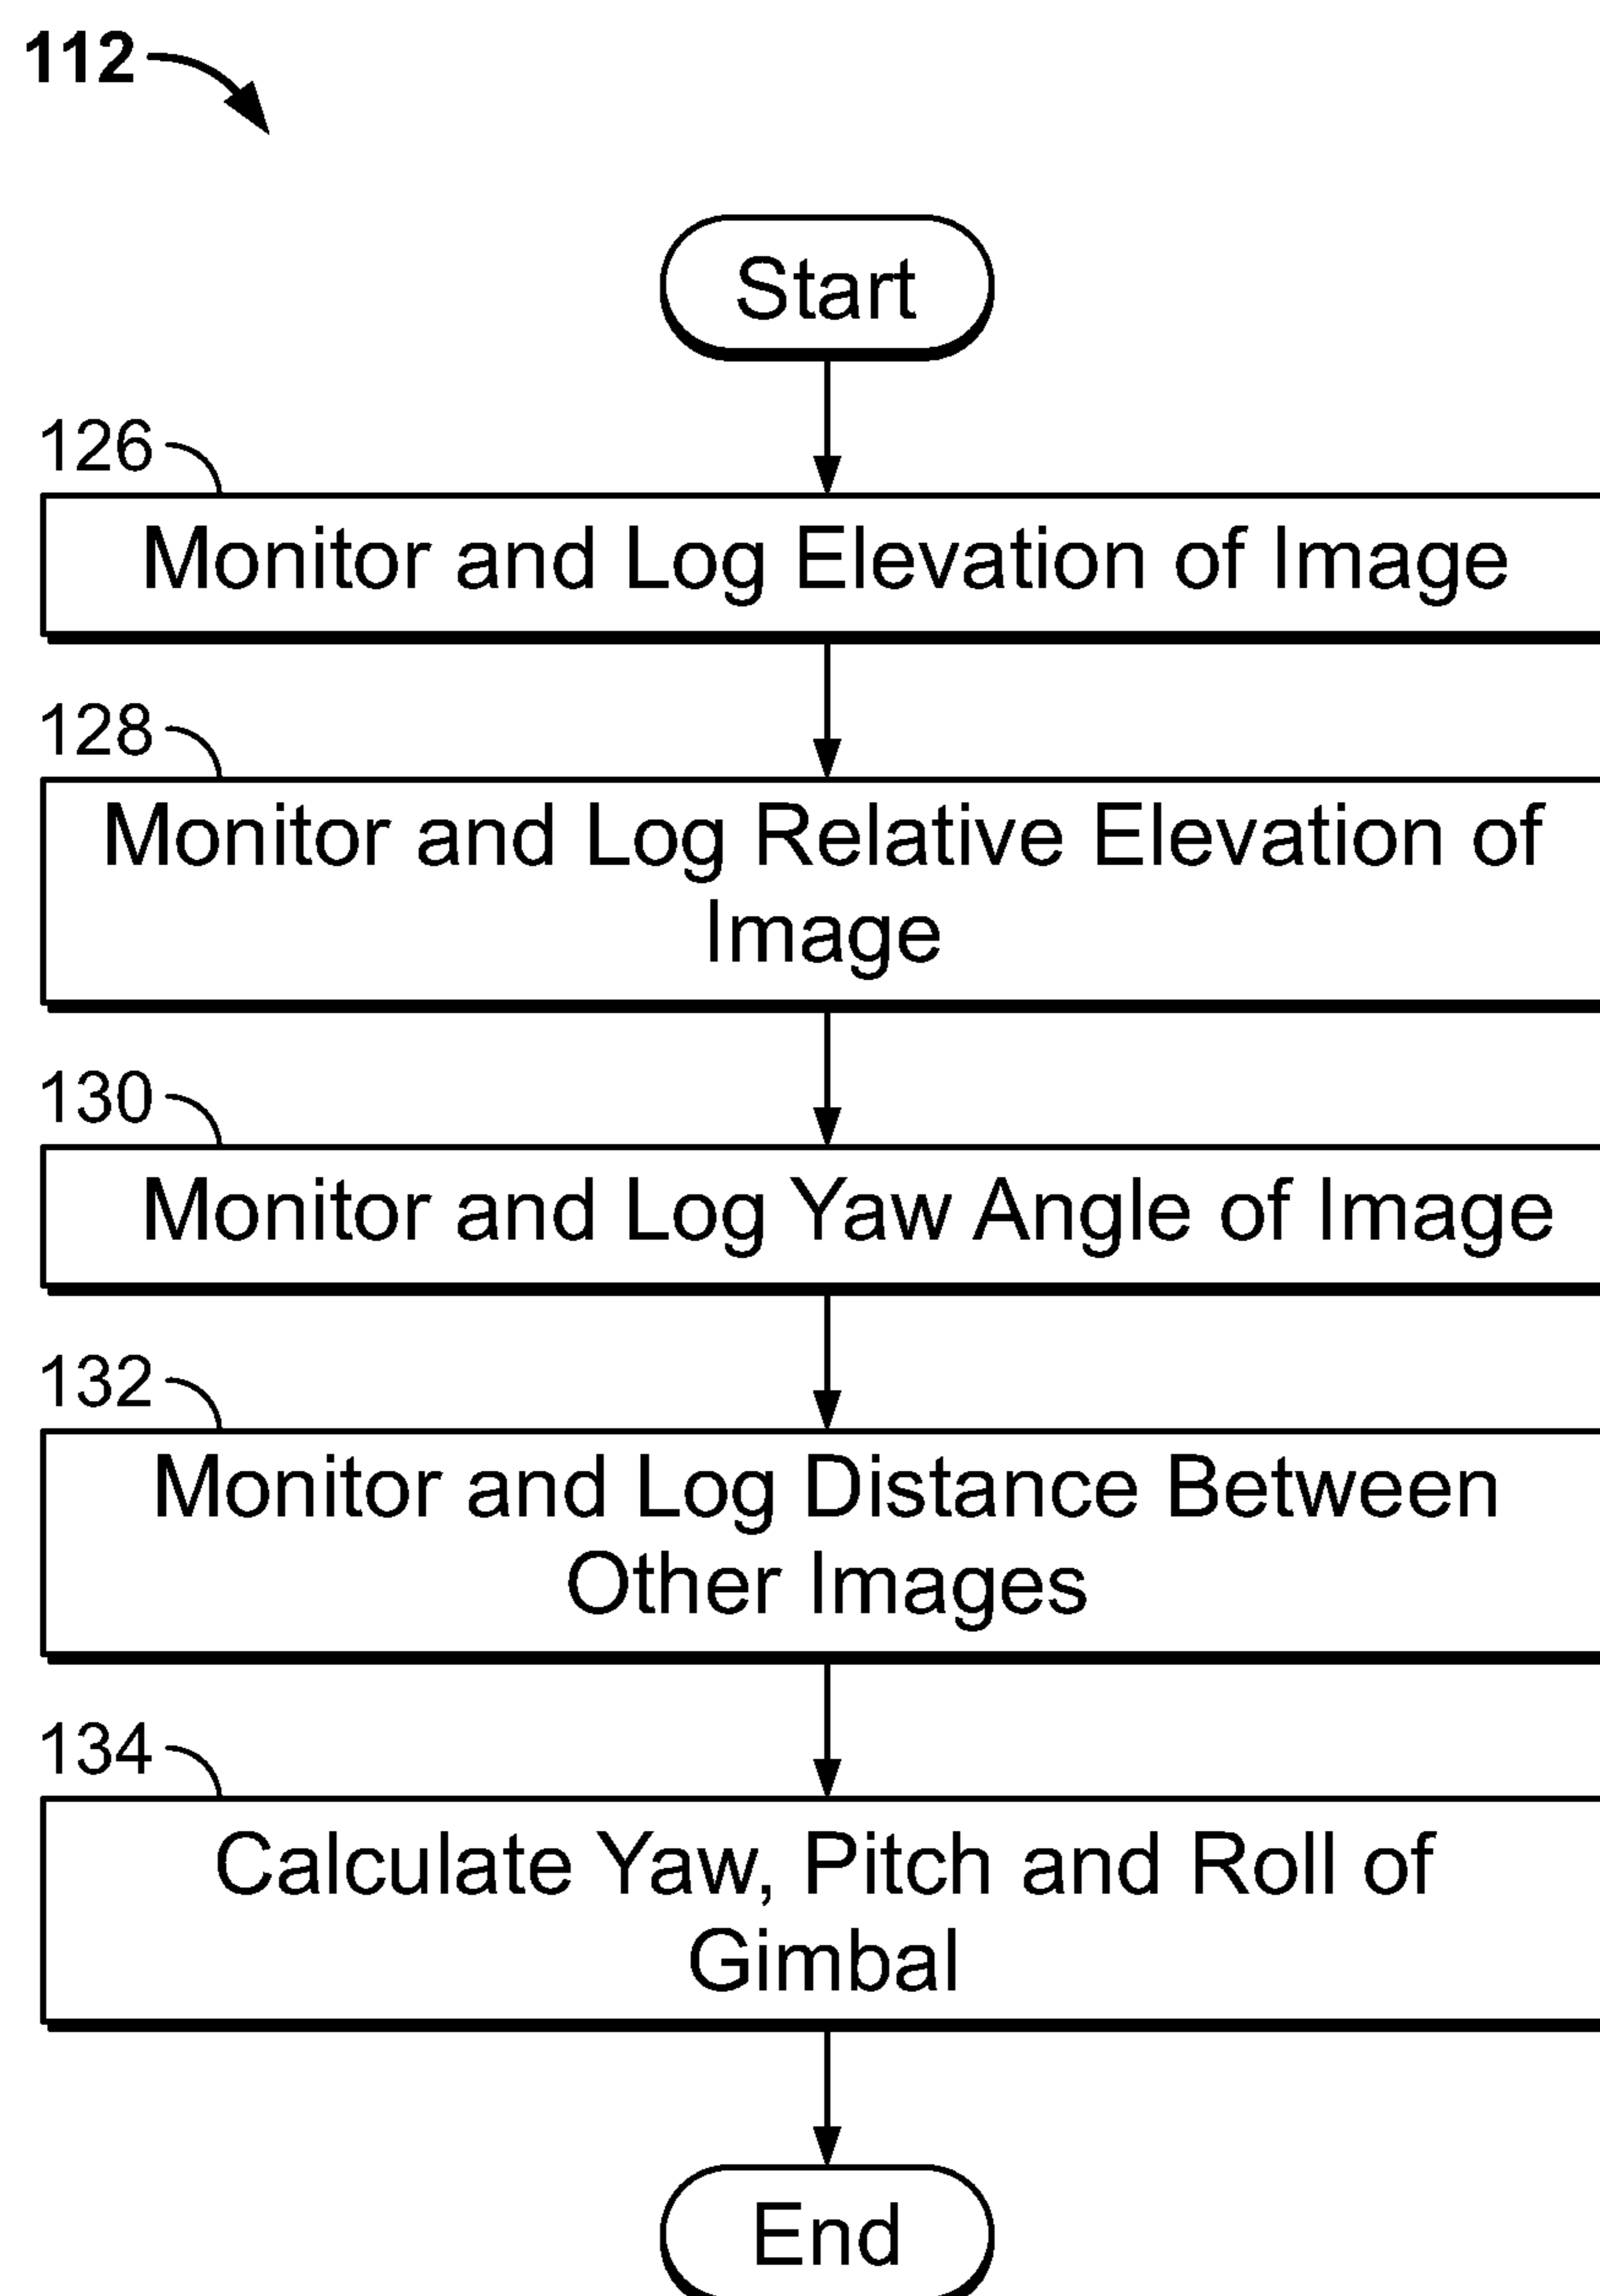 112
Start
126
Monitor and Log Elevation of Image
128
Monitor and Log Relative Elevation of
Image
130
Monitor and Log Yaw Angle of Image
132
Monitor and Log Distance Between
Other Images
134
Calculate Yaw, Pitch and Roll of
Gimbal
End